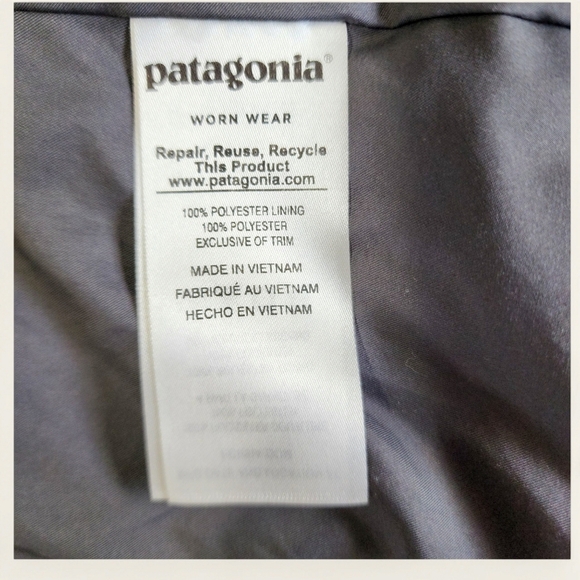 patagonia®
WORN WEAR
Repair, Reuse, Recycle
This Product
www.patagonia.com
100% POLYESTER LINING
100% POLYESTER
EXCLUSIVE OF TRIM
MADE IN VIETNAM
FABRIQUÉ AU VIETNAM
HECHO EN VIETNAM